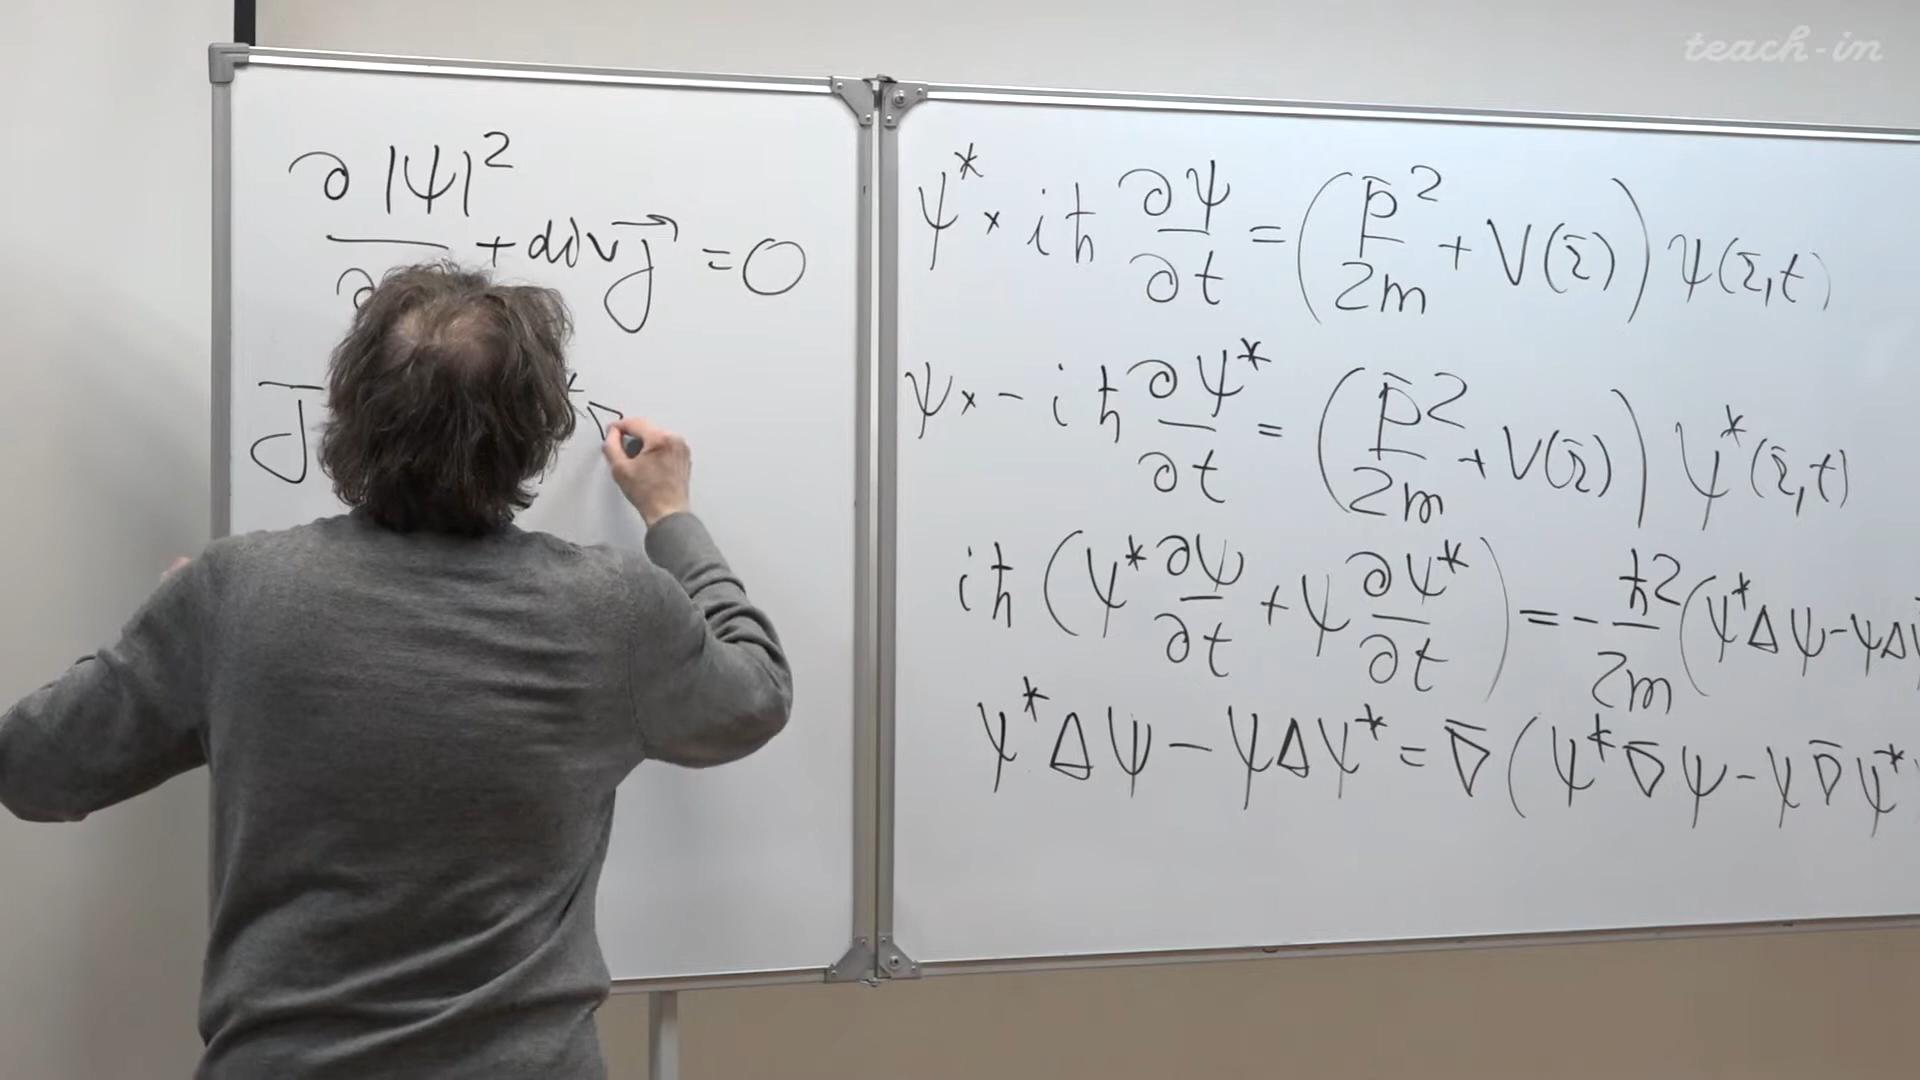 teach-in
∂|ψ|²
—— + div j⃗ = 0
∂
j̄ * ∇
ψ* × iħ ∂ψ/∂t = (p̄²/2m + V(r̄)) ψ(r̄,t)
ψ × - iħ ∂ψ*/∂t = (p̄²/2m + V(r̄)) ψ*(r̄,t)
iħ (ψ* ∂ψ/∂t + ψ ∂ψ*/∂t) = - ħ²/2m (ψ*Δψ - ψΔ
ψ*Δψ - ψΔψ* = ∇̄ (ψ*∇̄ψ - ψ∇̄ψ*